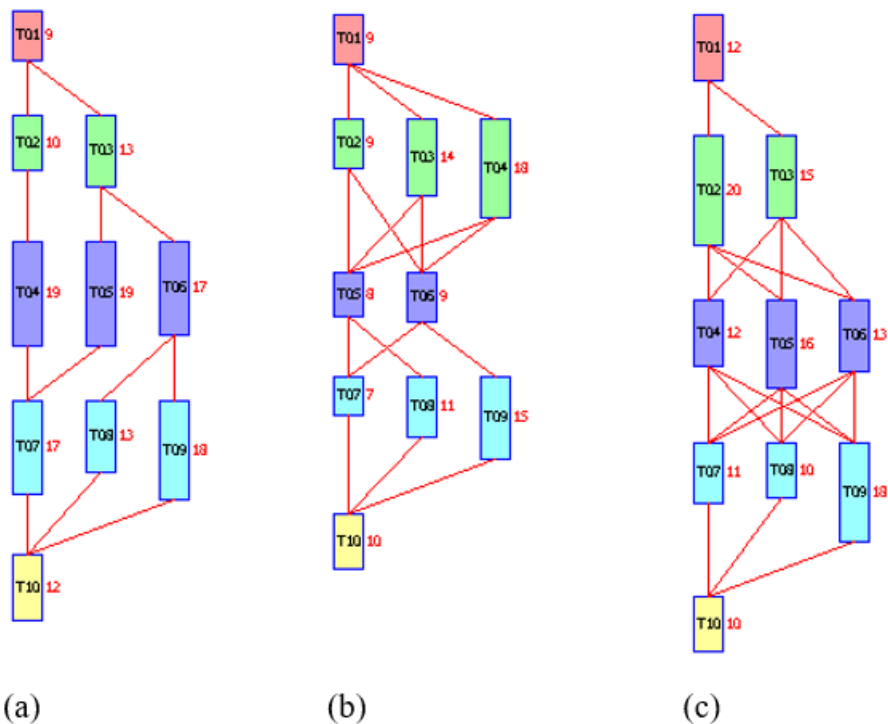 T01 9
T02 10
T03 13
T04 19
T05 19
T06 17
T07 17
T08 13
T09 18
T10 12
(a)
T01 9
T02 9
T03 14
T04 18
T05 8
T06 9
T07 7
T08 11
T09 15
T10 10
(b)
T01 12
T02 20
T03 15
T04 12
T05 16
T06 13
T07 11
T08 10
T09 18
T10 10
(c)